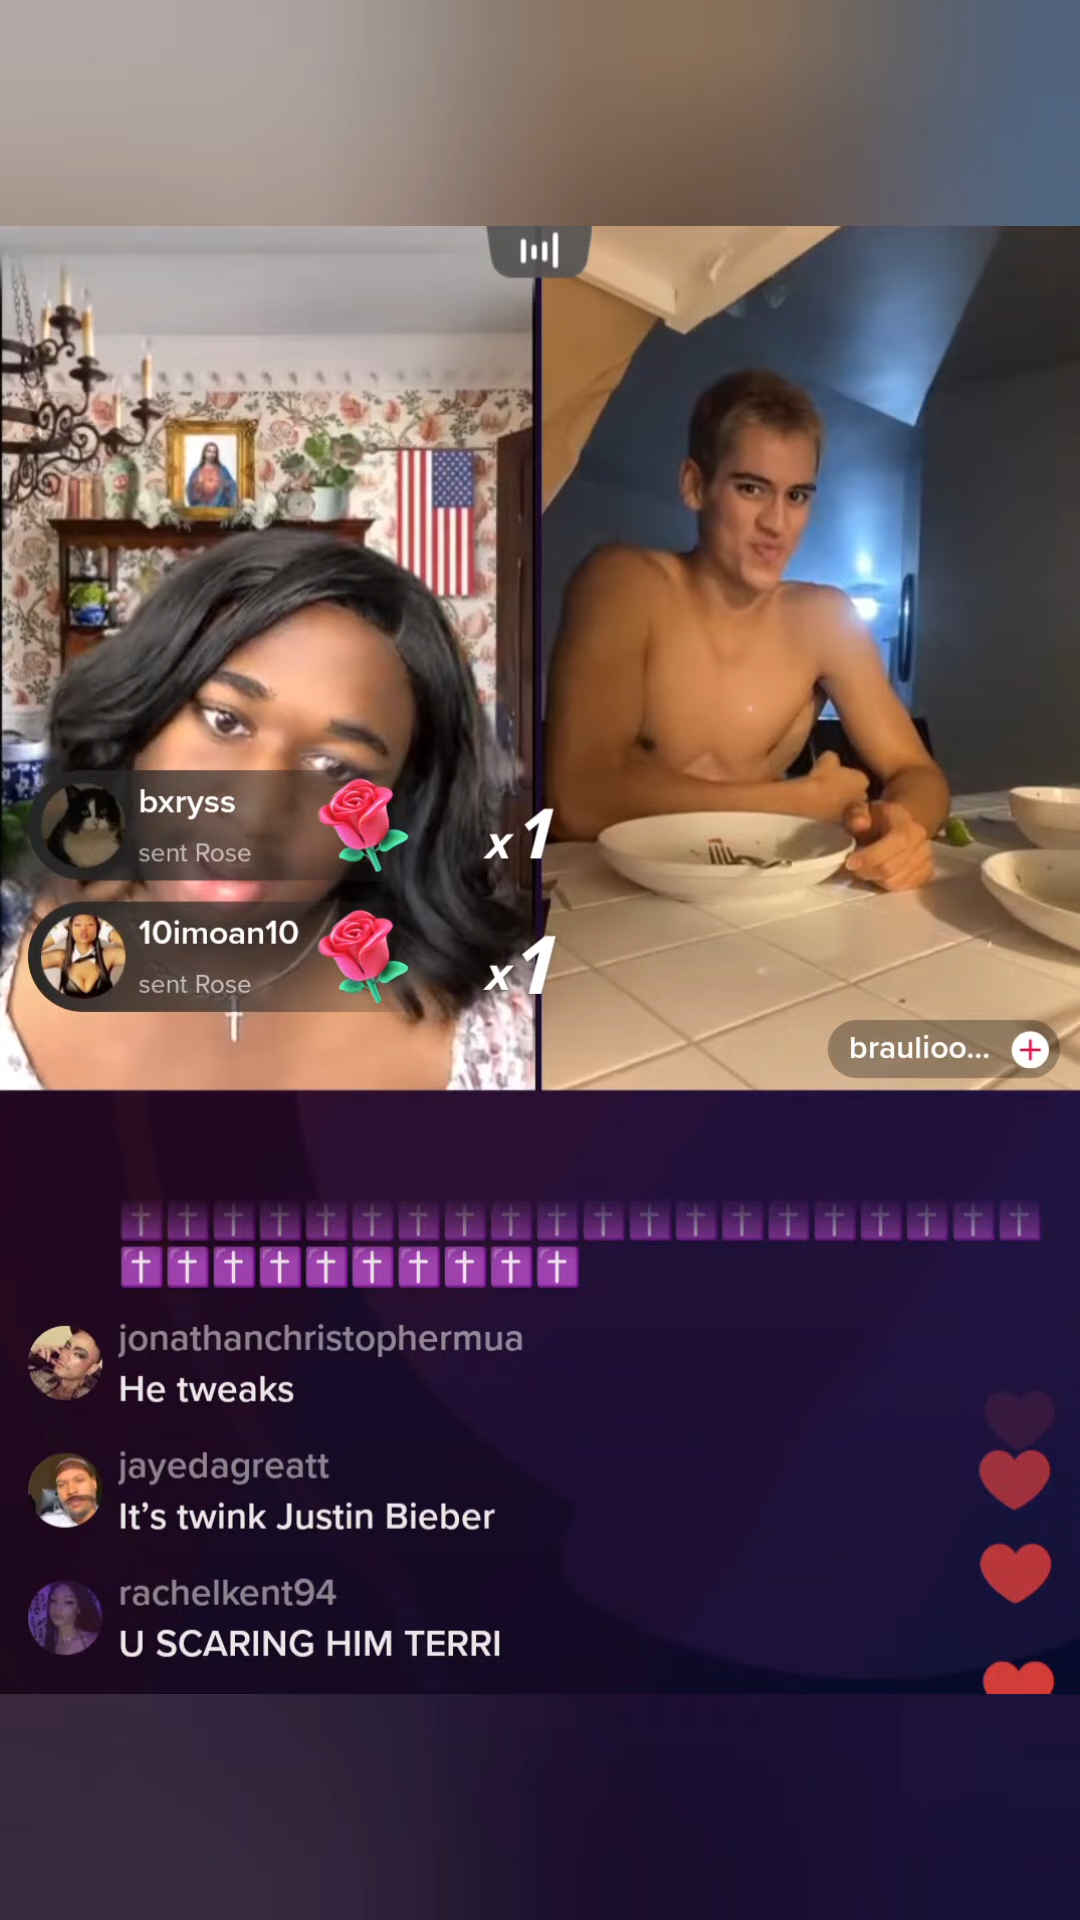 bxryss
sent Rose
x1
10imoan10
sent Rose
x1
braulioo...
jonathanchristophermua
He tweaks
jayedagreatt
It’s twink Justin Bieber
rachelkent94
U SCARING HIM TERRI